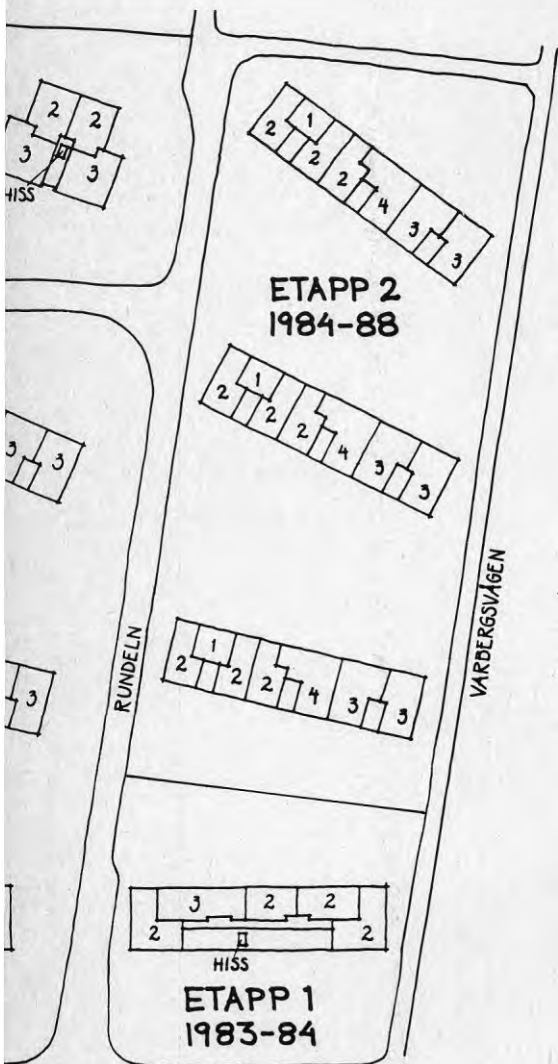 2 2
3 3
HISS
1
2 2 2 4 3 3
ETAPP 2
1984-88
1
2 2 2 4 3 3
3 3
VARBERGSVÄGEN
RUNDELN
1
2 2 2 4 3 3
3
3 2 2
2 2
HISS
ETAPP 1
1983-84